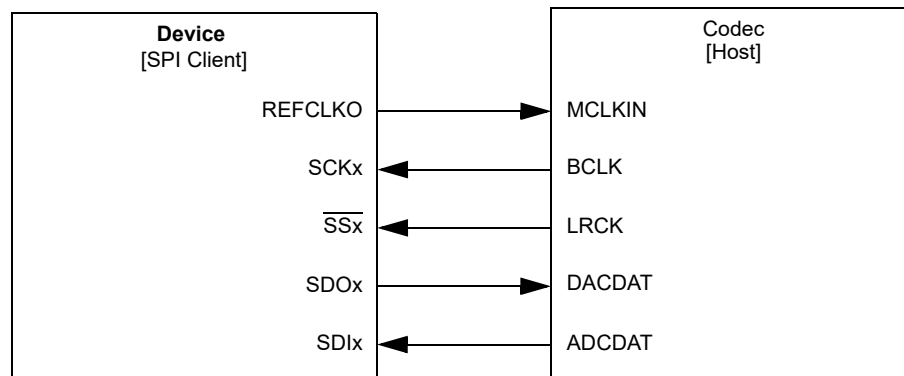 Device
[SPI Client]
Codec
[Host]
REFCLKO
MCLKIN
SCKx
BCLK
SSx
LRCK
SDOx
DACDAT
SDIx
ADCDAT